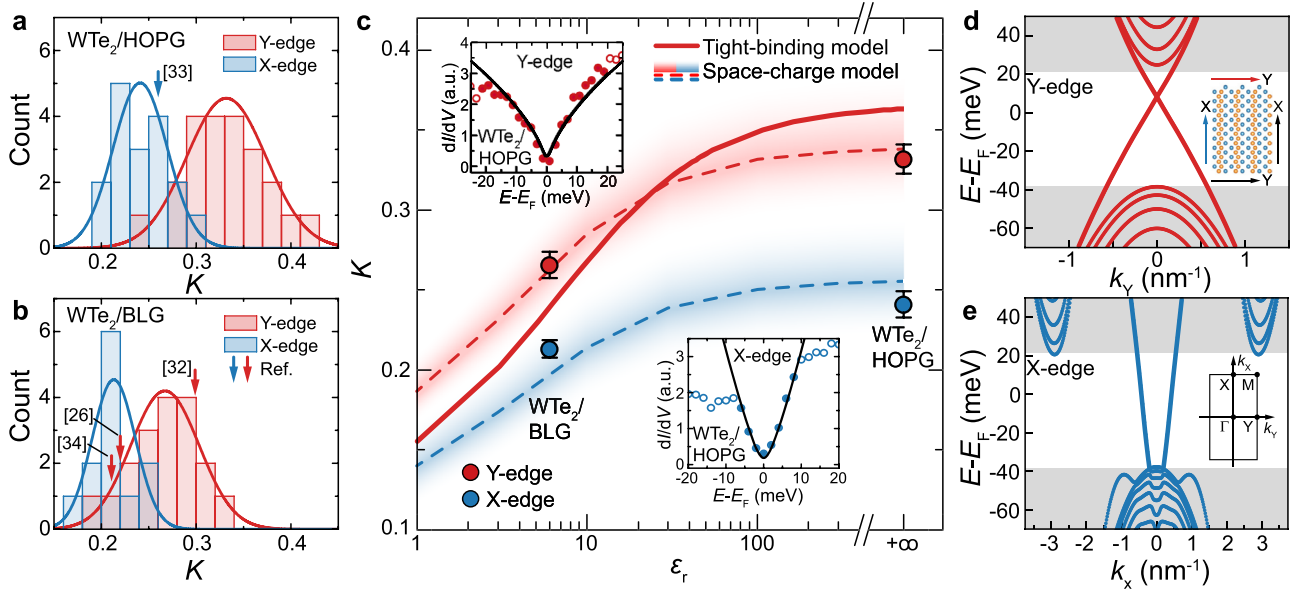 a
WTe2/HOPG
Y-edge
X-edge
[33]
Count
6
4
2
0
0.2
0.3
0.4
K
b
WTe2/BLG
Y-edge
X-edge
Ref.
[32]
[26]
[34]
Count
6
4
2
0
0.2
0.3
0.4
K
c
K
0.4
0.3
0.2
0.1
1
10
100
+∞
εr
Tight-binding model
Space-charge model
Y-edge
WTe2/
HOPG
dI/dV (a.u.)
4
3
2
1
0
-20
-10
0
10
20
E-EF (meV)
WTe2/
BLG
WTe2/
HOPG
Y-edge
X-edge
X-edge
WTe2/
HOPG
dI/dV (a.u.)
3
2
1
0
-20
-10
0
10
20
E-EF (meV)
d
Y-edge
E-EF (meV)
40
20
0
-20
-40
-60
-1
0
1
kY (nm-1)
Y
X
X
Y
e
X-edge
E-EF (meV)
40
20
0
-20
-40
-60
-3
-2
-1
0
1
2
3
kx (nm-1)
kX
X
M
Γ
Y
kY